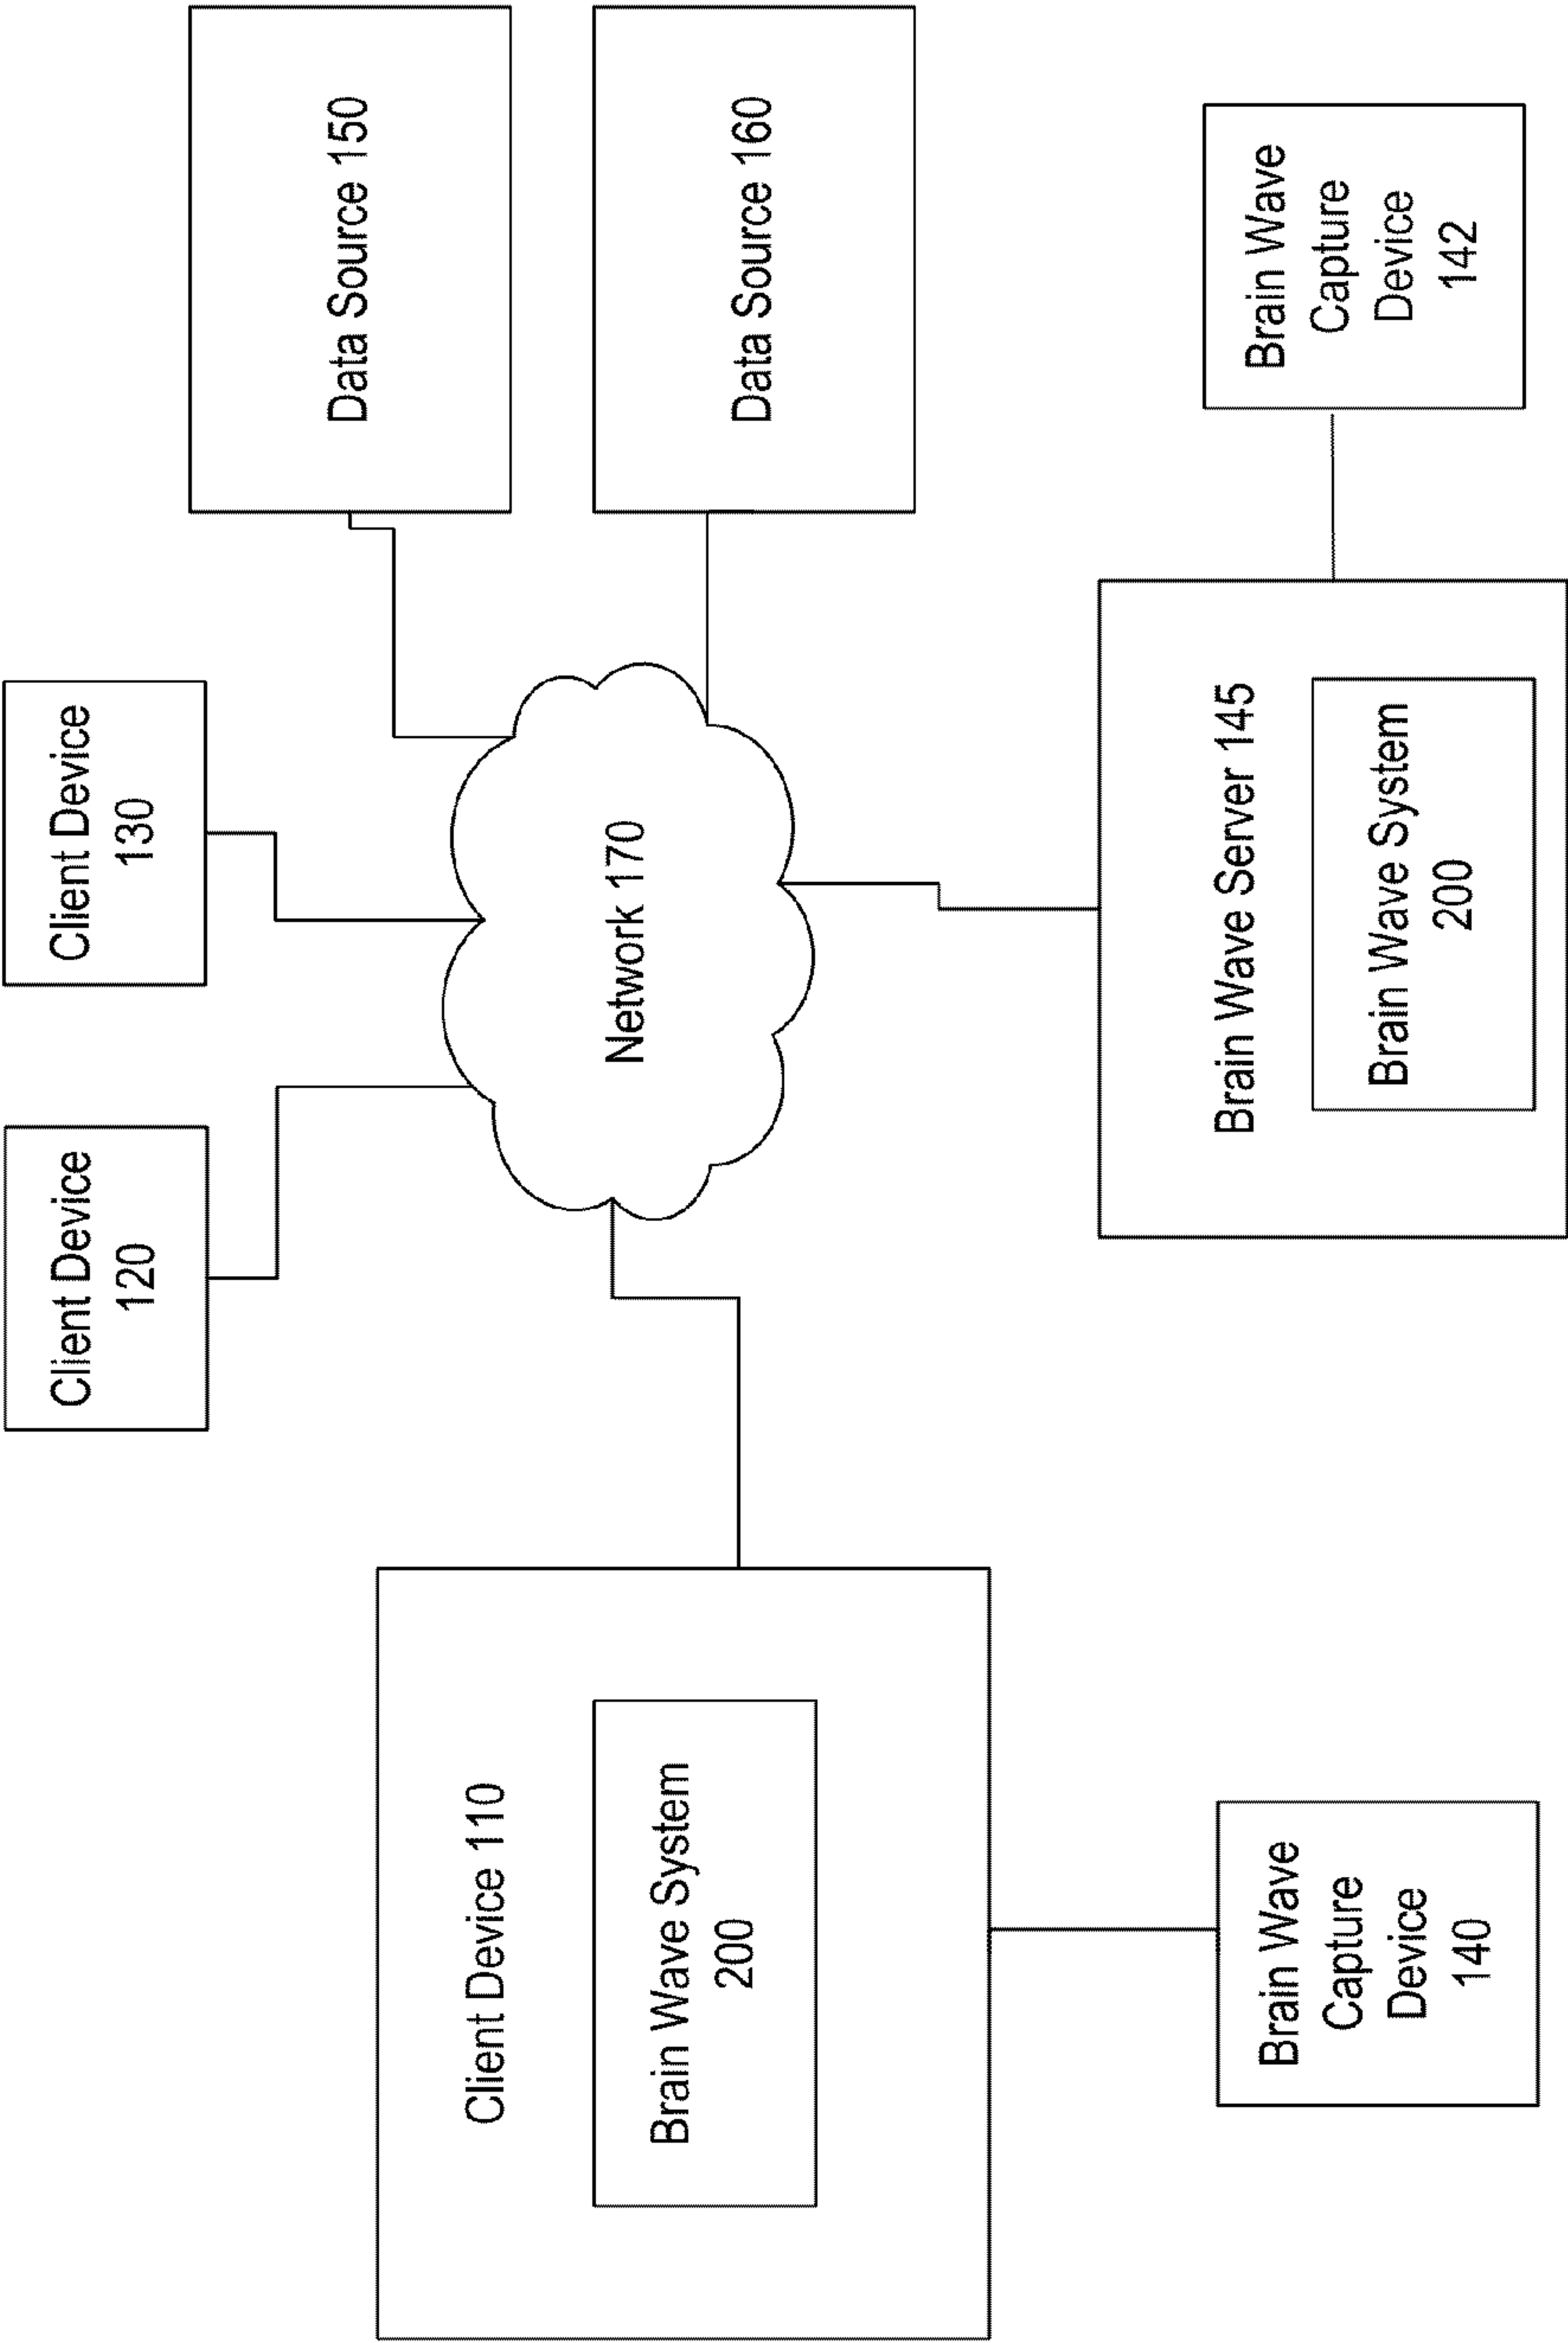 Client Device
120
Client Device
130
Data Source 150
Data Source 160
Network 170
Client Device 110
Brain Wave System
200
Brain Wave Server 145
Brain Wave System
200
Brain Wave
Capture
Device
140
Brain Wave
Capture
Device
142